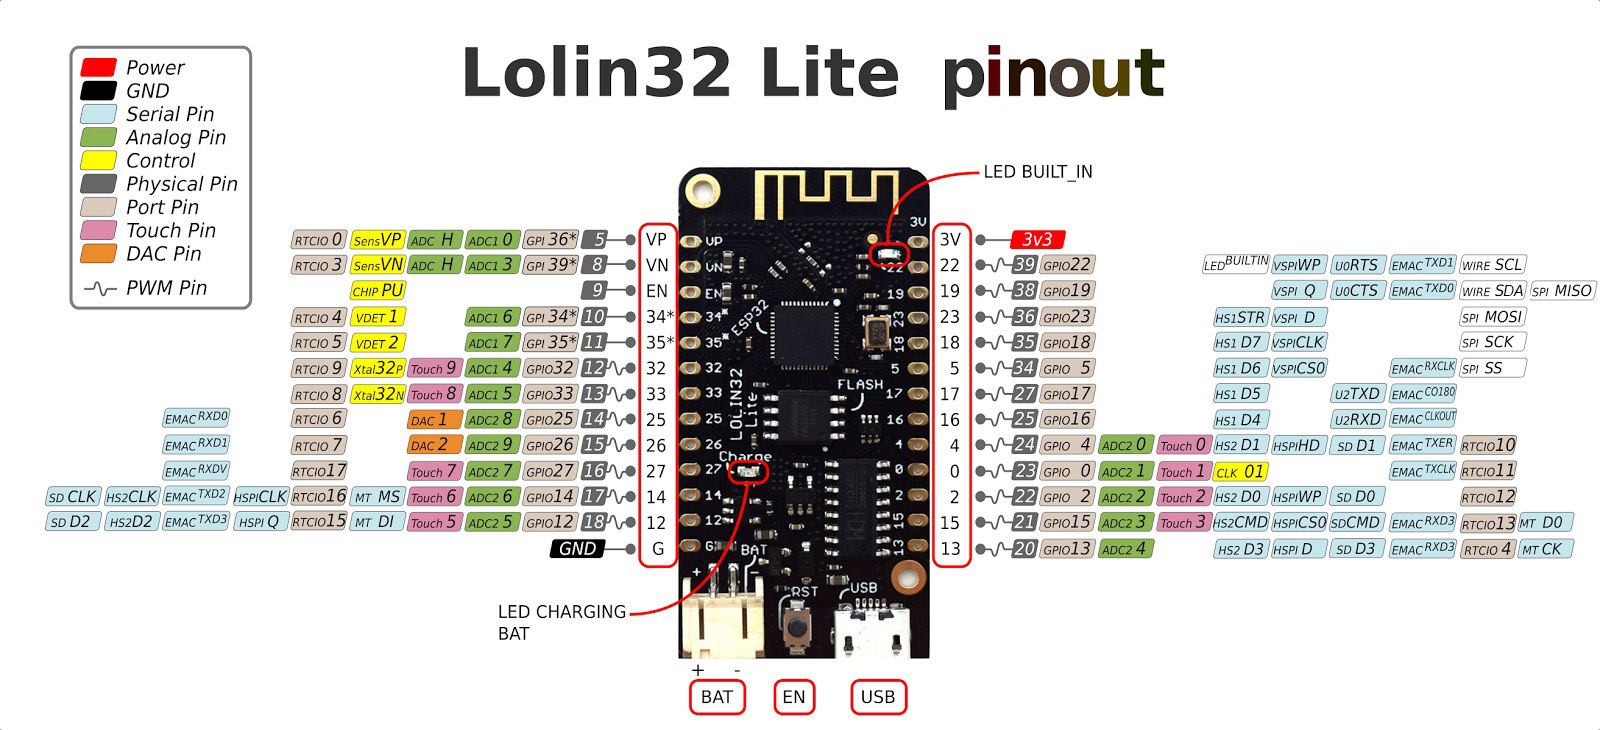 Lolin32 Lite pinout
Power
GND
Serial Pin
Analog Pin
Control
Physical Pin
Port Pin
Touch Pin
DAC Pin
PWM Pin
LED BUILT_IN
RTCIO 0 SensVP ADC H ADC1 0 GPI 36* 5 VP
RTCIO 3 SensVN ADC H ADC1 3 GPI 39* 8 VN
CHIP PU 9 EN
RTCIO 4 VDET 1 ADC1 6 GPI 34* 10 34*
RTCIO 5 VDET 2 ADC1 7 GPI 35* 11 35*
RTCIO 9 Xtal32P Touch 9 ADC1 4 GPIO32 12 32
RTCIO 8 Xtal32N Touch 8 ADC1 5 GPIO33 13 33
EMAC RXD0 RTCIO 6 DAC 1 ADC2 8 GPIO25 14 25
EMAC RXD1 RTCIO 7 DAC 2 ADC2 9 GPIO26 15 26
EMAC RXDV RTCIO17 Touch 7 ADC2 7 GPIO27 16 27
SD CLK HS2CLK EMAC TXD2 HSPICLK RTCIO16 MT MS Touch 6 ADC2 6 GPIO14 17 14
SD D2 HS2D2 EMAC TXD3 HSPI Q RTCIO15 MT DI Touch 5 ADC2 5 GPIO12 18 12
GND G
3V
VP
VN 22
EN 19
34* 23
35* 18
32 5
33 17
25 16
26 4
27 0
14 2
12 15
G 13
ESP32
LOLIN32
Lite
FLASH
Charge
BAT
+ -
RST
USB
3V 3v3
22 39 GPIO22 LED BUILTIN VSPIWP U0RTS EMAC TXD1 WIRE SCL
19 38 GPIO19 VSPI Q U0CTS EMAC TXD0 WIRE SDA SPI MISO
23 36 GPIO23 HS1STR VSPI D SPI MOSI
18 35 GPIO18 HS1 D7 VSPICLK SPI SCK
5 34 GPIO 5 HS1 D6 VSPICS0 EMAC RXCLK SPI SS
17 27 GPIO17 HS1 D5 U2TXD EMAC CO180
16 25 GPIO16 HS1 D4 U2RXD EMAC CLKOUT
4 24 GPIO 4 ADC2 0 Touch 0 HS2 D1 HSPIHD SD D1 EMAC TXER RTCIO10
0 23 GPIO 0 ADC2 1 Touch 1 CLK 01 EMAC TXCLK RTCIO11
2 22 GPIO 2 ADC2 2 Touch 2 HS2 D0 HSPIWP SD D0 RTCIO12
15 21 GPIO15 ADC2 3 Touch 3 HS2CMD HSPICS0 SDCMD EMAC RXD3 RTCIO13 MT D0
13 20 GPIO13 ADC2 4 HS2 D3 HSPI D SD D3 EMAC RXD3 RTCIO 4 MT CK
LED CHARGING
BAT
+ -
BAT EN USB